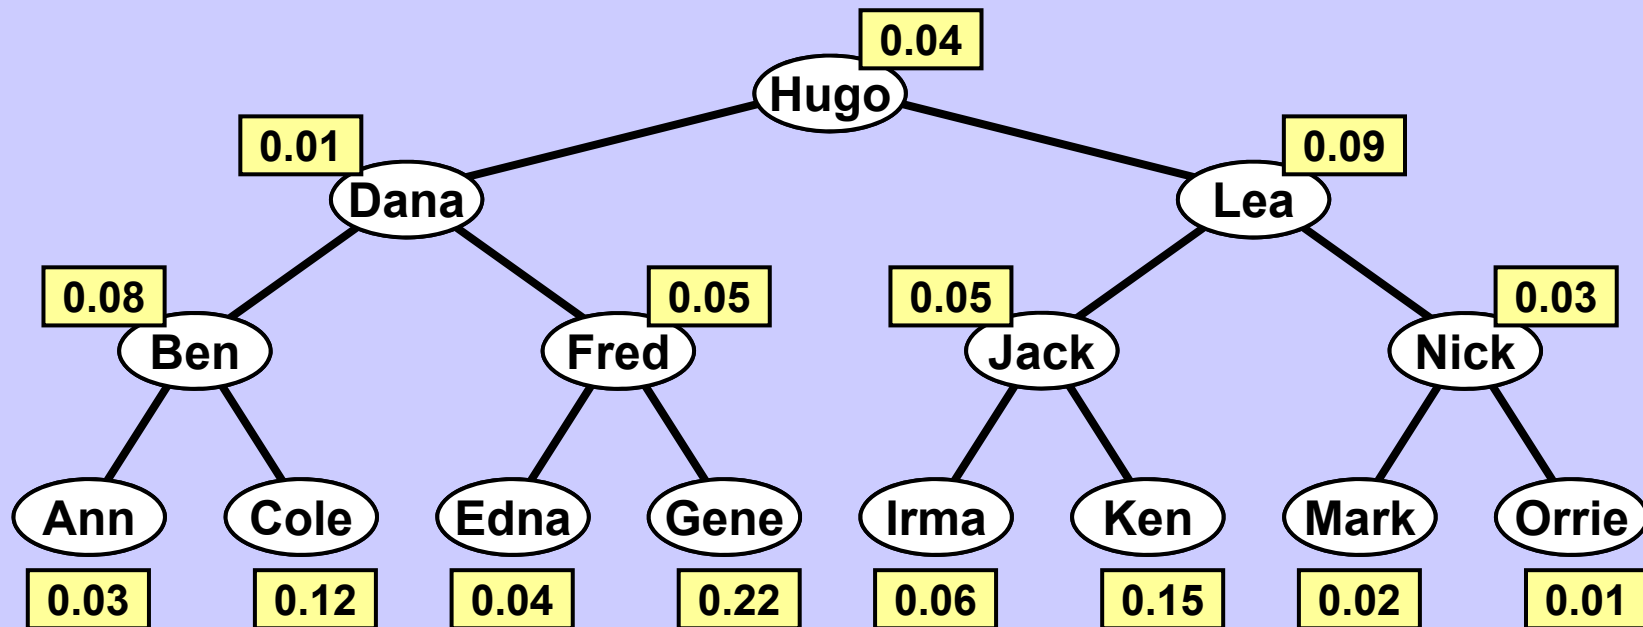 0.04
Hugo
0.01
0.09
Dana
Lea
0.08
0.05
0.05
0.03
Ben
Fred
Jack
Nick
Ann
Cole
Edna
Gene
Irma
Ken
Mark
Orrie
0.03
0.12
0.04
0.22
0.06
0.15
0.02
0.01